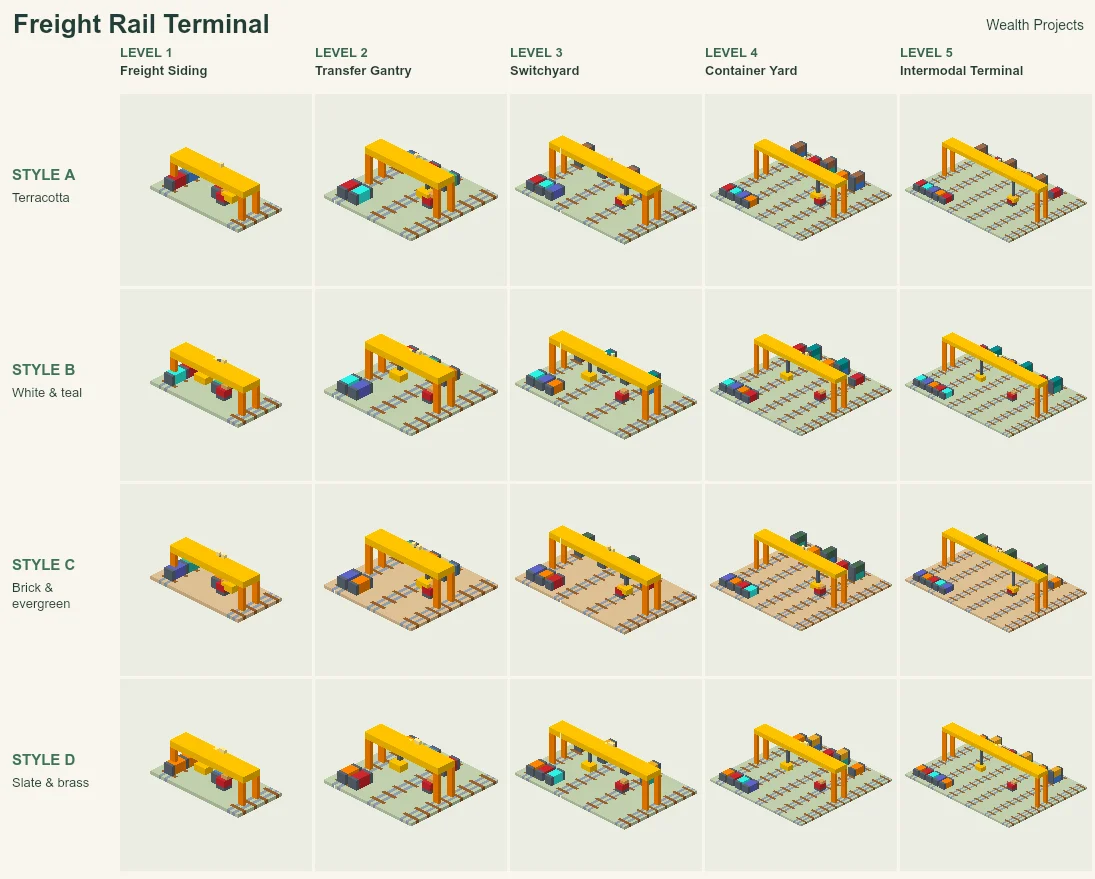 Freight Rail Terminal
Wealth Projects
LEVEL 1
Freight Siding
LEVEL 2
Transfer Gantry
LEVEL 3
Switchyard
LEVEL 4
Container Yard
LEVEL 5
Intermodal Terminal
STYLE A
Terracotta
STYLE B
White & teal
STYLE C
Brick &
evergreen
STYLE D
Slate & brass